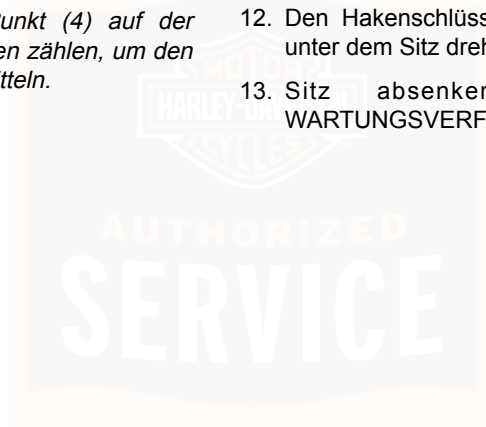 unkt (4) auf der
en zählen, um den
tteln.
12. Den Hakenschlüss
unter dem Sitz dreh
13. Sitz absenken
WARTUNGSVERF
MOTOR
HARLEY-DAVIDSON
CYCLES
AUTHORIZED
SERVICE